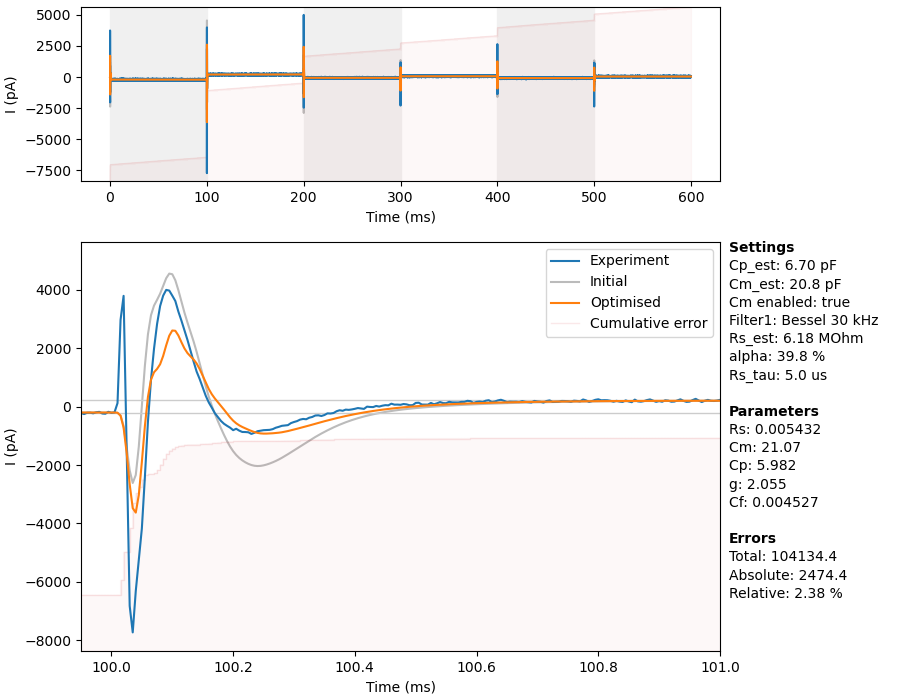 I (pA)
5000
2500
0
−2500
−5000
−7500
0 100 200 300 400 500 600
Time (ms)
I (pA)
4000
2000
0
−2000
−4000
−6000
−8000
100.0 100.2 100.4 100.6 100.8 101.0
Time (ms)
Experiment
Initial
Optimised
Cumulative error
Settings
Cp_est: 6.70 pF
Cm_est: 20.8 pF
Cm enabled: true
Filter1: Bessel 30 kHz
Rs_est: 6.18 MOhm
alpha: 39.8 %
Rs_tau: 5.0 us
Parameters
Rs: 0.005432
Cm: 21.07
Cp: 5.982
g: 2.055
Cf: 0.004527
Errors
Total: 104134.4
Absolute: 2474.4
Relative: 2.38 %